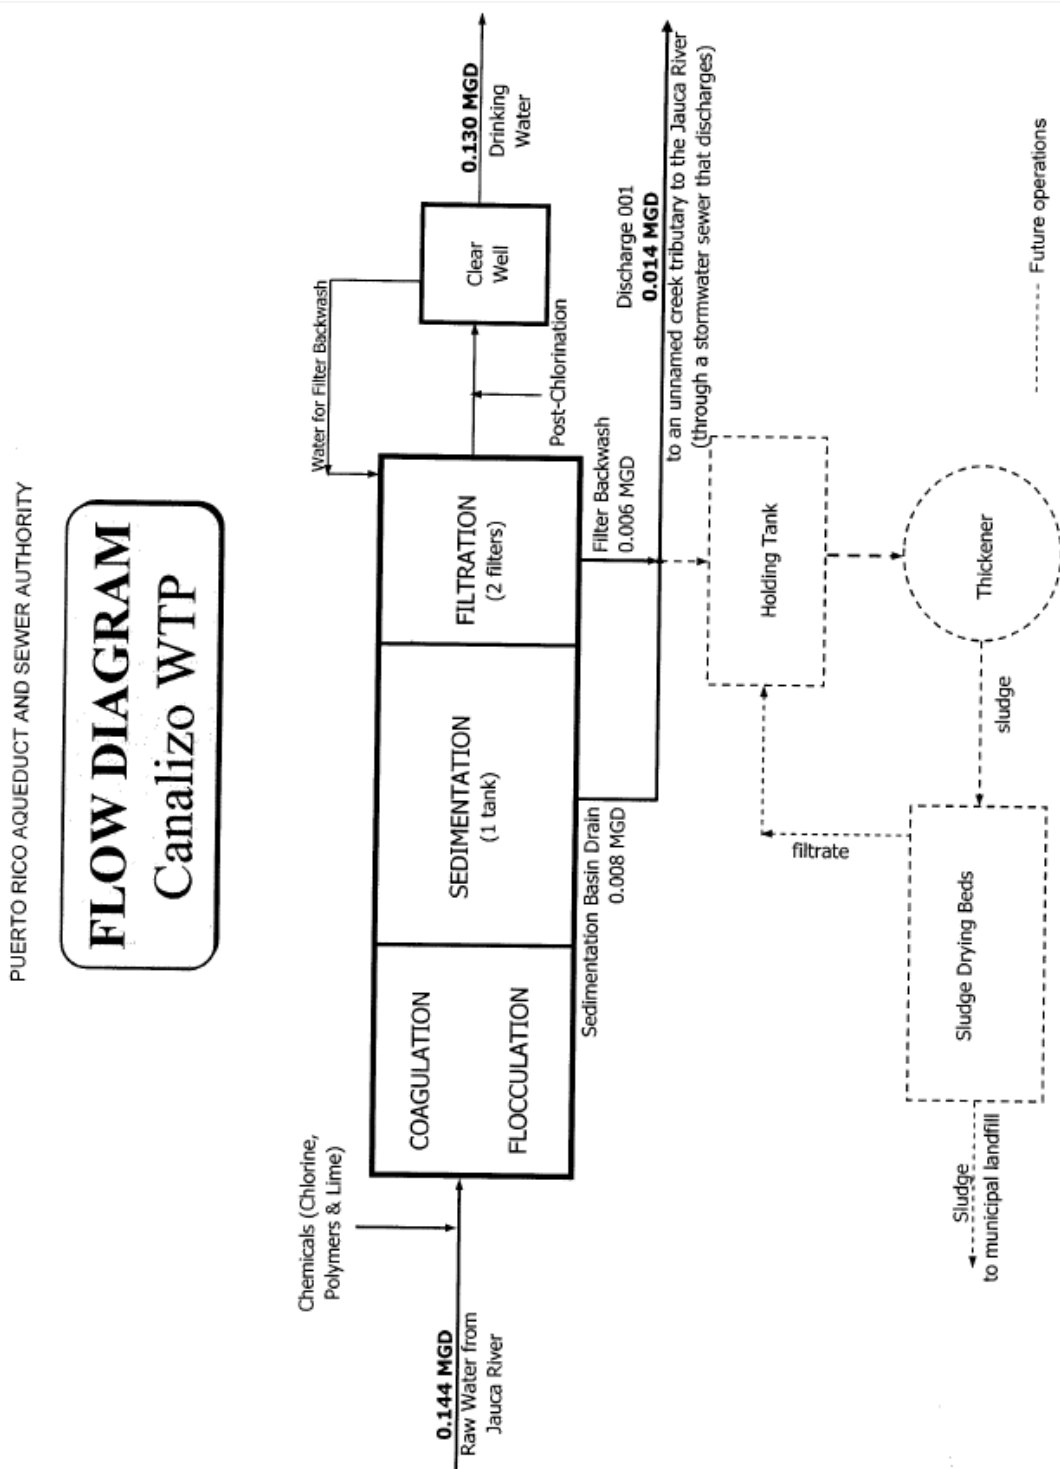 PUERTO RICO AQUEDUCT AND SEWER AUTHORITY
FLOW DIAGRAM
Canalizo WTP
0.144 MGD
Raw Water from
Jauca River
Chemicals (Chlorine,
Polymers & Lime)
COAGULATION
FLOCCULATION
SEDIMENTATION
(1 tank)
FILTRATION
(2 filters)
Water for Filter Backwash
Post-Chlorination
Clear
Well
0.130 MGD
Drinking
Water
Sedimentation Basin Drain
0.008 MGD
Filter Backwash
0.006 MGD
Discharge 001
0.014 MGD
to an unnamed creek tributary to the Jauca River
(through a stormwater sewer that discharges)
Holding Tank
Thickener
sludge
filtrate
Sludge Drying Beds
Sludge
to municipal landfill
Future operations